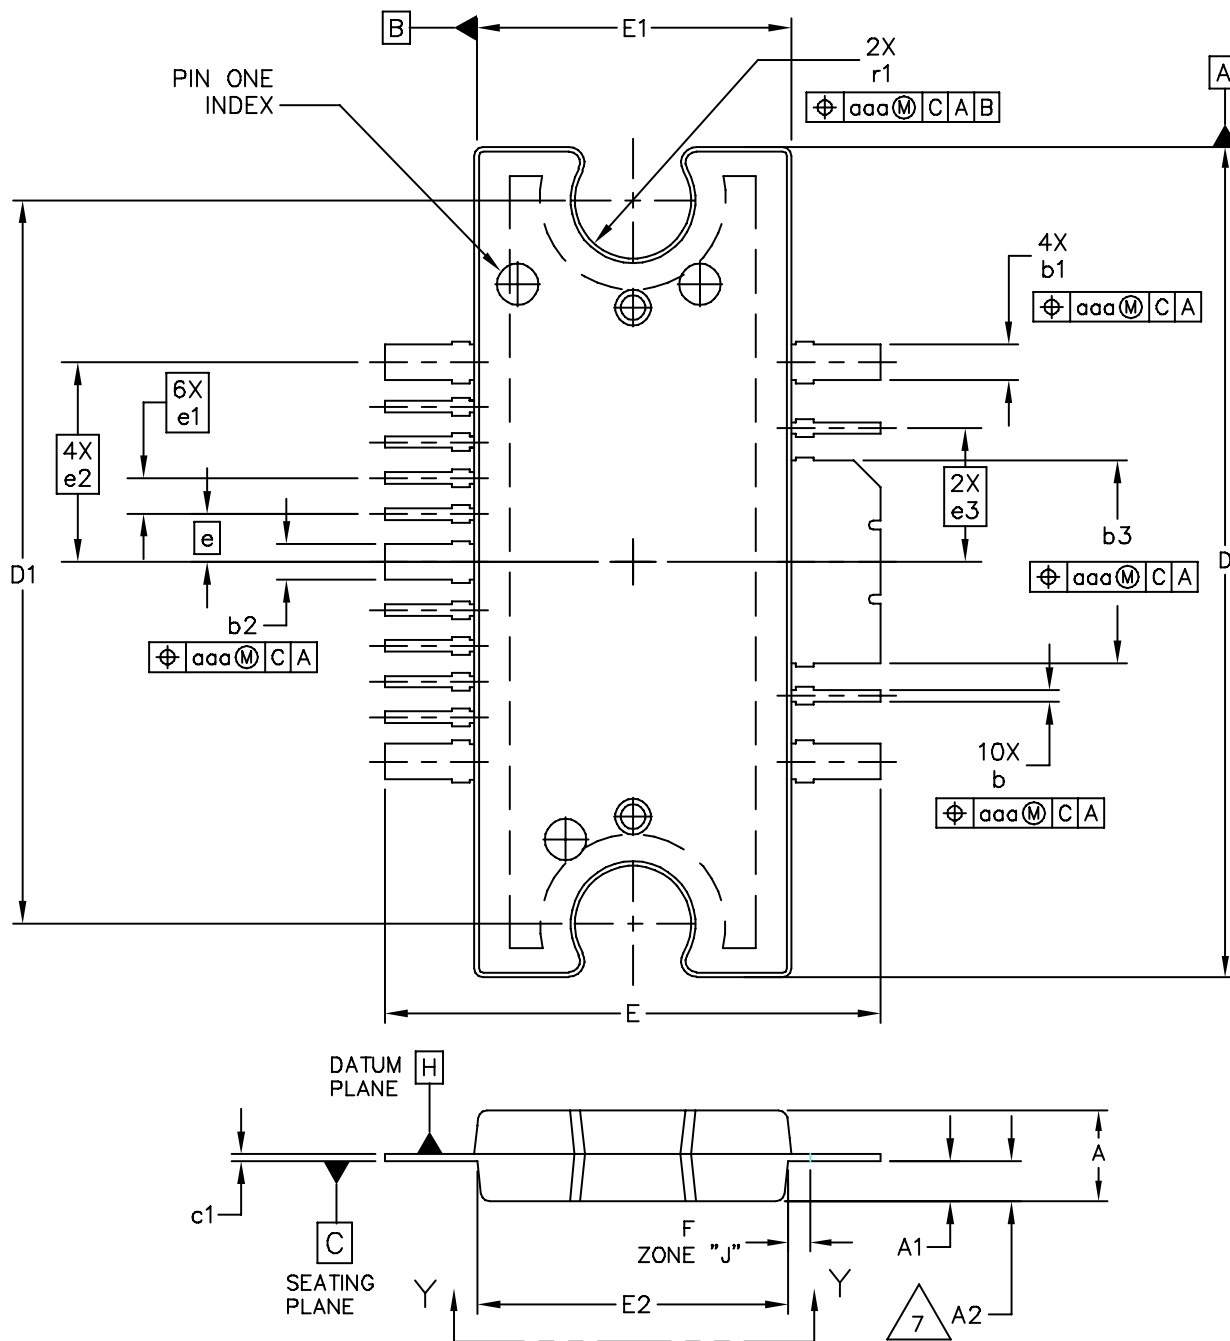 B
E1
2X
r1
⌖ aaa Ⓜ C A B
A
PIN ONE
INDEX
4X
b1
⌖ aaa Ⓜ C A
6X
e1
4X
e2
e
2X
e3
b3
⌖ aaa Ⓜ C A
D1
D
b2
⌖ aaa Ⓜ C A
10X
b
⌖ aaa Ⓜ C A
E
DATUM
PLANE
H
A
c1
C
SEATING
PLANE
F
ZONE "J"
A1
Y
Y
E2
7
A2